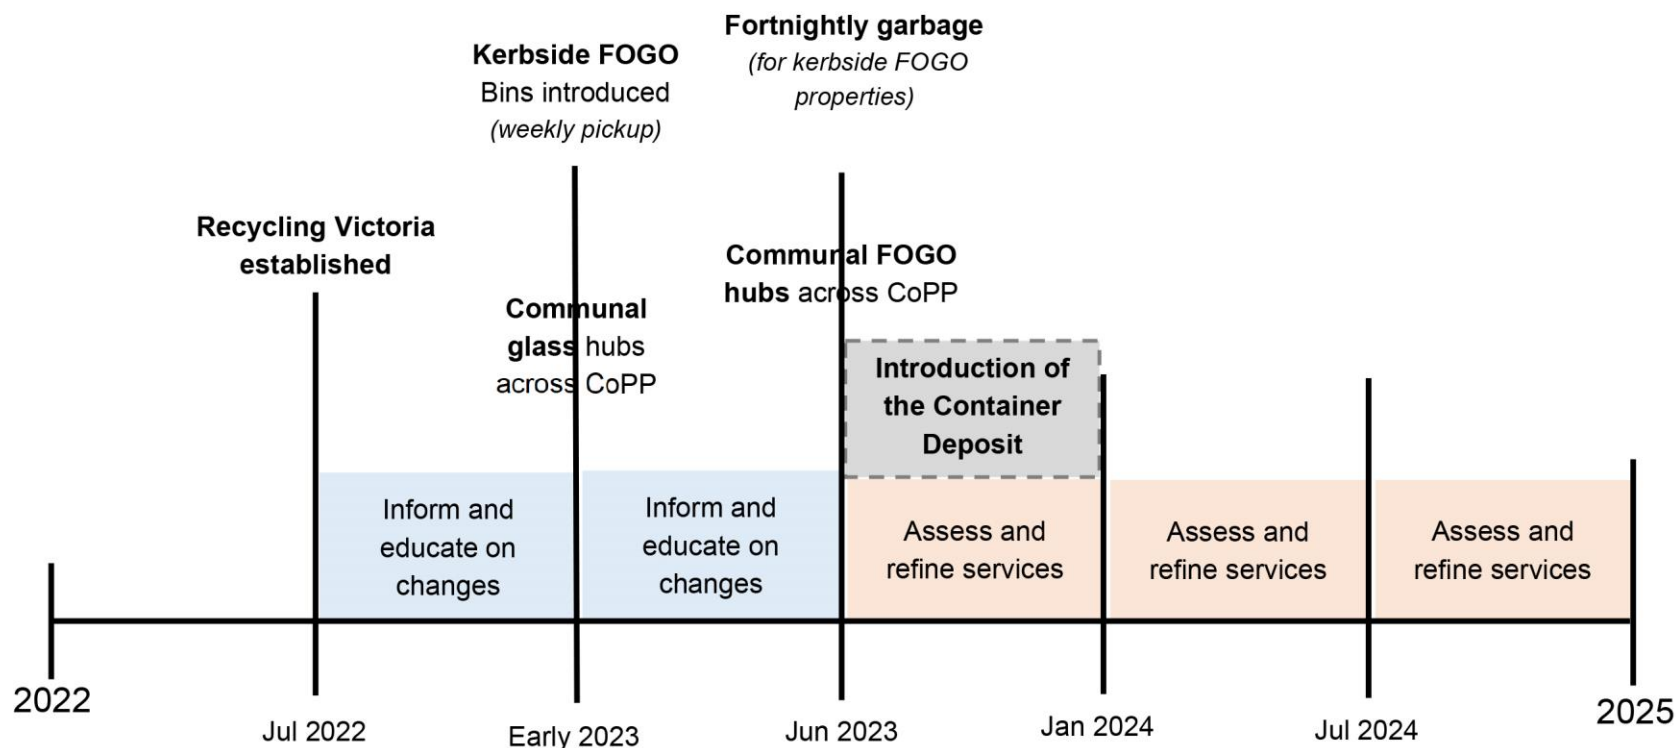 Fortnightly garbage
(for kerbside FOGO
properties)
Kerbside FOGO
Bins introduced
(weekly pickup)
Recycling Victoria
established
Communal FOGO
hubs across CoPP
Communal
glass hubs
across CoPP
Introduction of
the Container
Deposit
Inform and
educate on
changes
Inform and
educate on
changes
Assess and
refine services
Assess and
refine services
Assess and
refine services
2022
Jul 2022
Early 2023
Jun 2023
Jan 2024
Jul 2024
2025